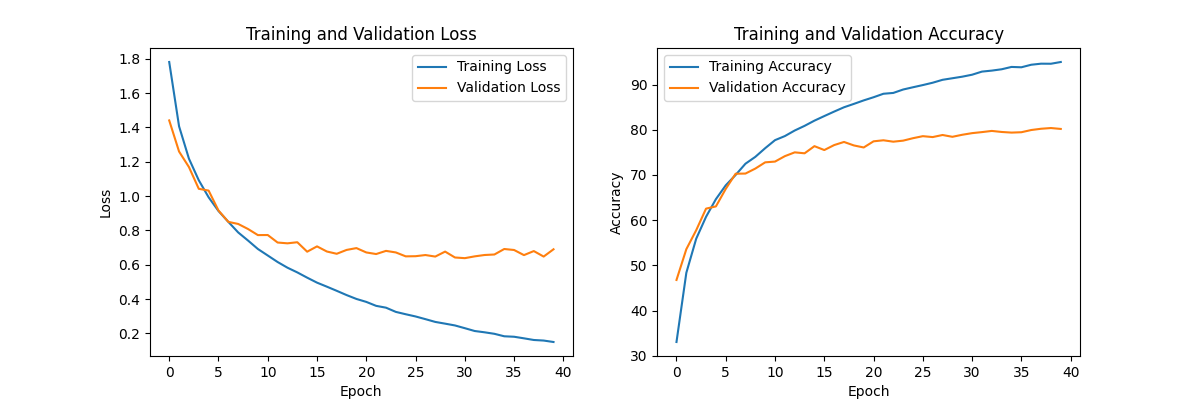 Training and Validation Loss
Training Loss
Validation Loss
1.8
1.6
1.4
1.2
1.0
0.8
0.6
0.4
0.2
Loss
0 5 10 15 20 25 30 35 40
Epoch
Training and Validation Accuracy
Training Accuracy
Validation Accuracy
90
80
70
60
50
40
30
Accuracy
0 5 10 15 20 25 30 35 40
Epoch